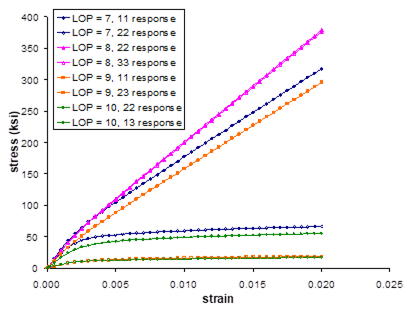 LOP = 7, 11 response
LOP = 7, 22 response
LOP = 8, 22 response
LOP = 8, 33 response
LOP = 9, 11 response
LOP = 9, 23 response
LOP = 10, 22 response
LOP = 10, 13 response
400
350
300
250
200
150
100
50
0
stress (ksi)
0.000
0.005
0.010
0.015
0.020
0.025
strain